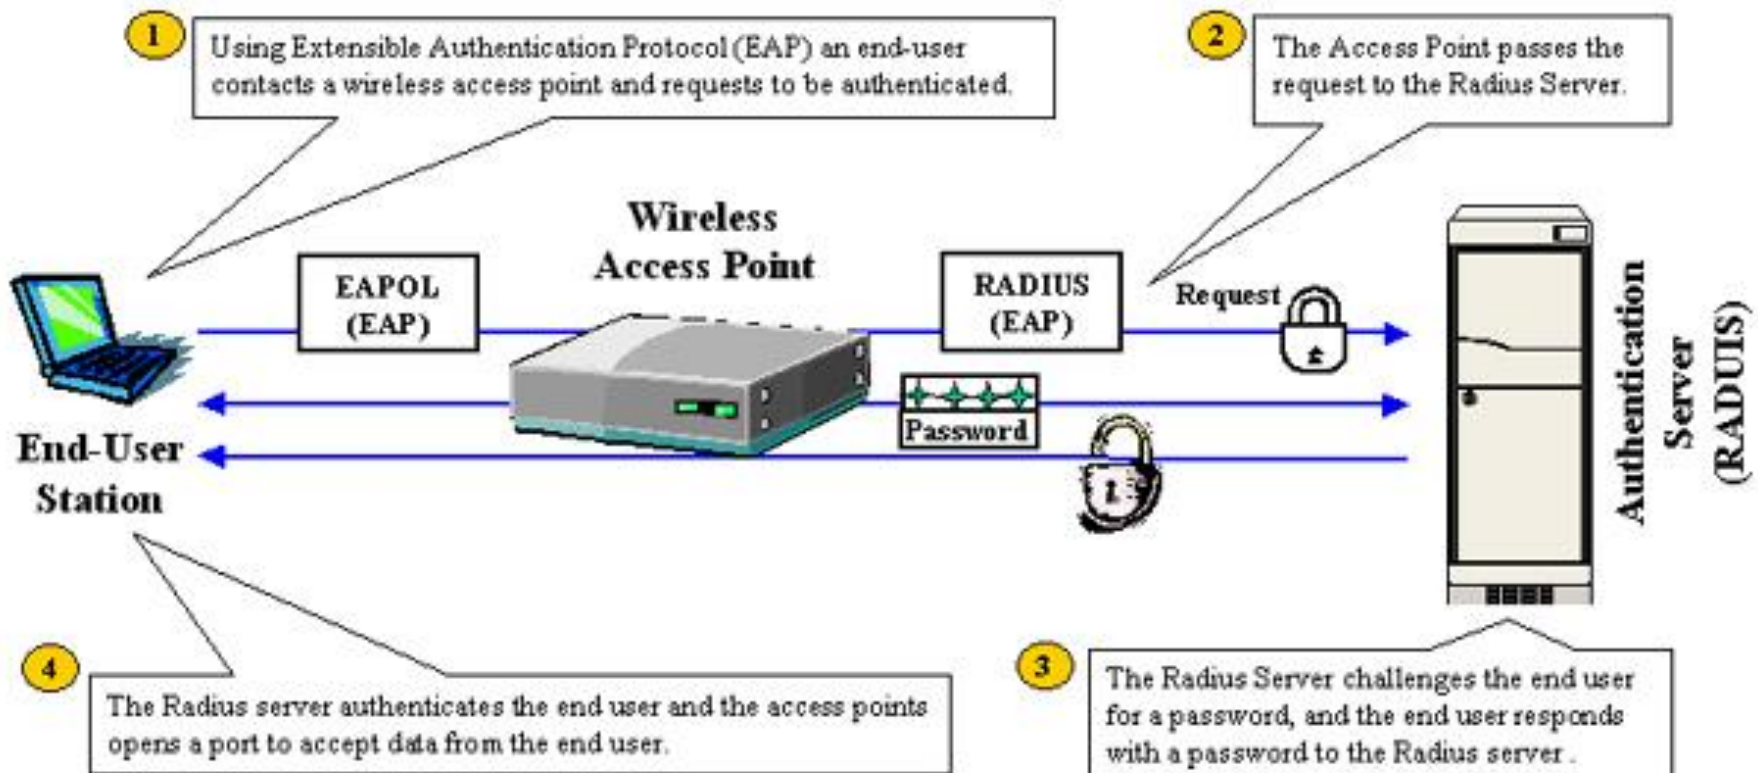 1
Using Extensible Authentication Protocol (EAP) an end-user
contacts a wireless access point and requests to be authenticated.
2
The Access Point passes the
request to the Radius Server.
Wireless
Access Point
EAPOL
(EAP)
RADIUS
(EAP)
Request
Password
End-User
Station
Authentication
Server
(RADUIS)
4
The Radius server authenticates the end user and the access points
opens a port to accept data from the end user.
3
The Radius Server challenges the end user
for a password, and the end user responds
with a password to the Radius server .